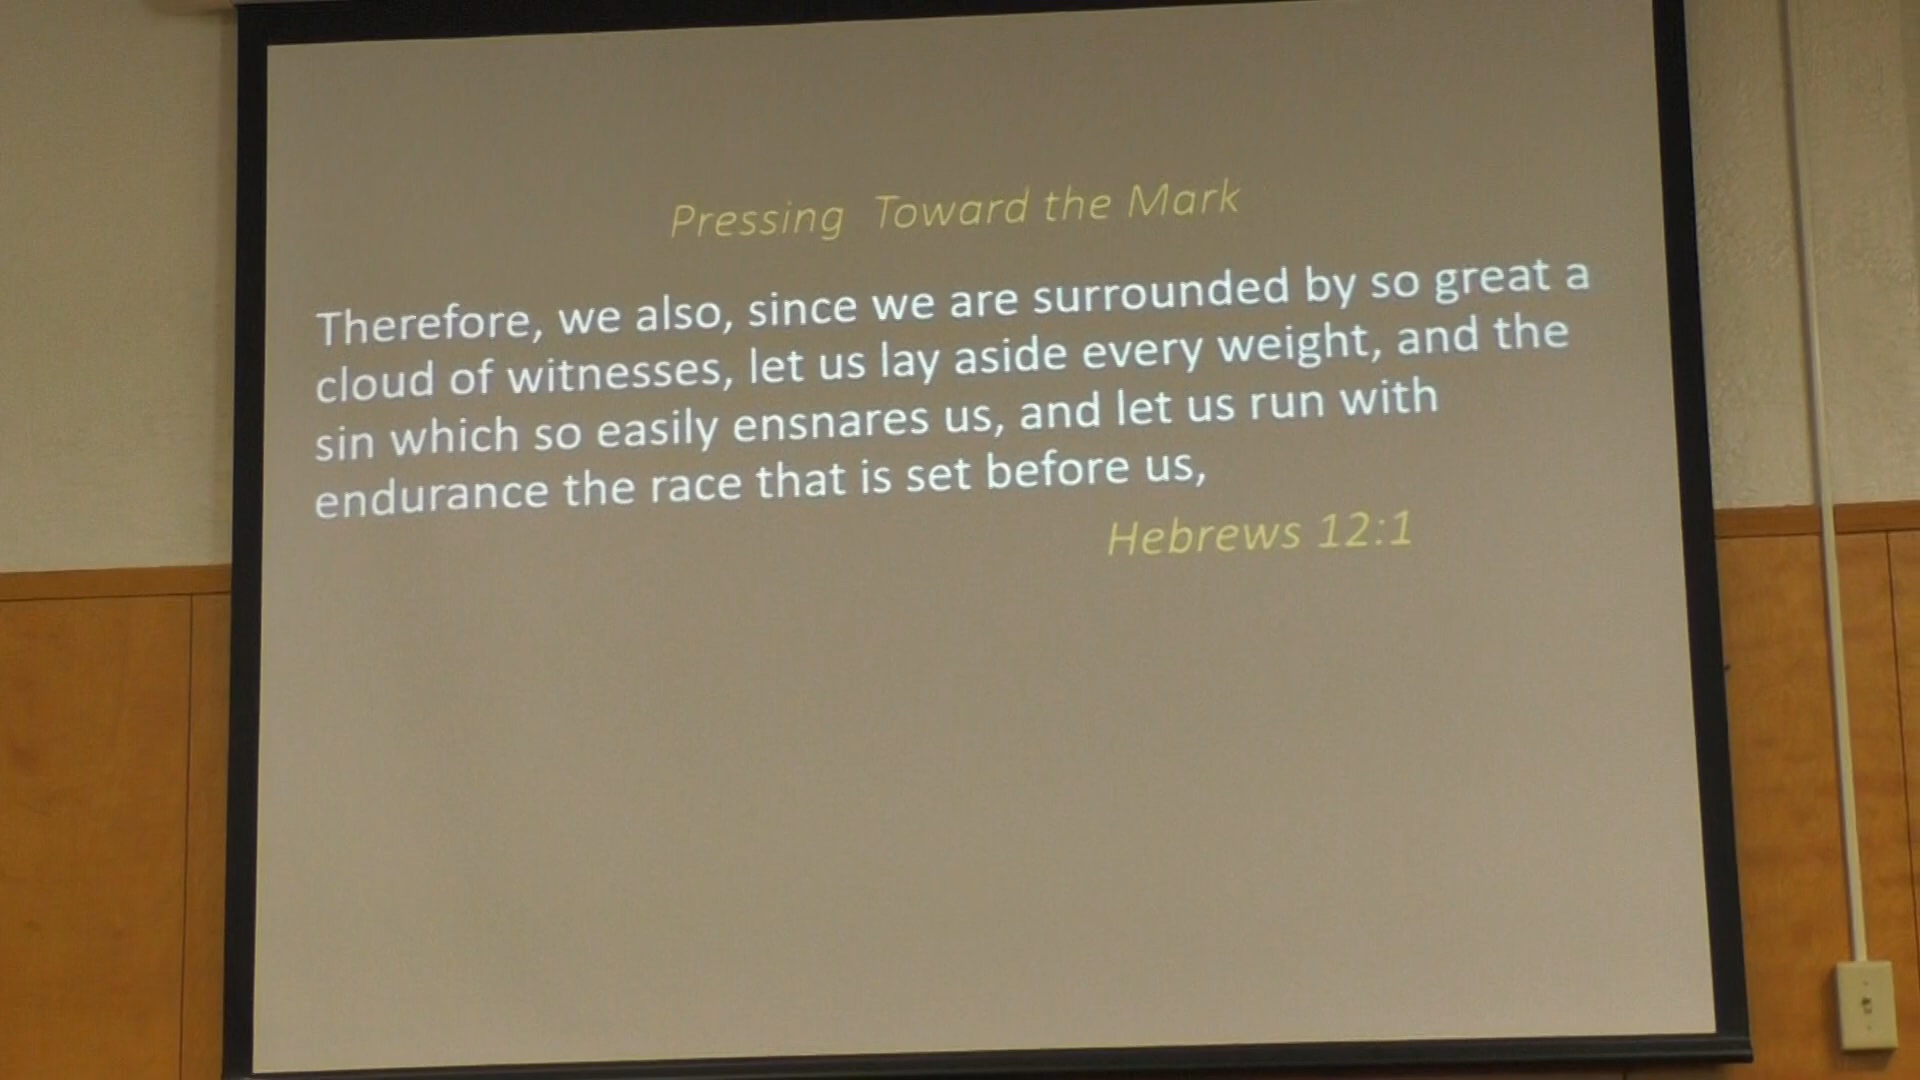 Pressing Toward the Mark
Therefore, we also, since we are surrounded by so great a
cloud of witnesses, let us lay aside every weight, and the
sin which so easily ensnares us, and let us run with
endurance the race that is set before us,
Hebrews 12:1